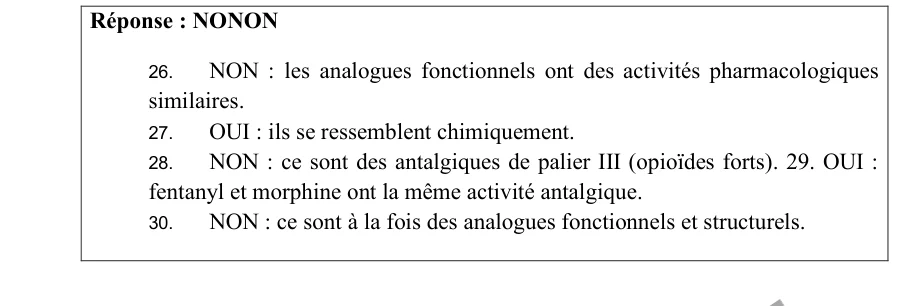 Réponse : NONON
26. NON : les analogues fonctionnels ont des activités pharmacologiques
similaires.
27. OUI : ils se ressemblent chimiquement.
28. NON : ce sont des antalgiques de palier III (opioïdes forts). 29. OUI :
fentanyl et morphine ont la même activité antalgique.
30. NON : ce sont à la fois des analogues fonctionnels et structurels.